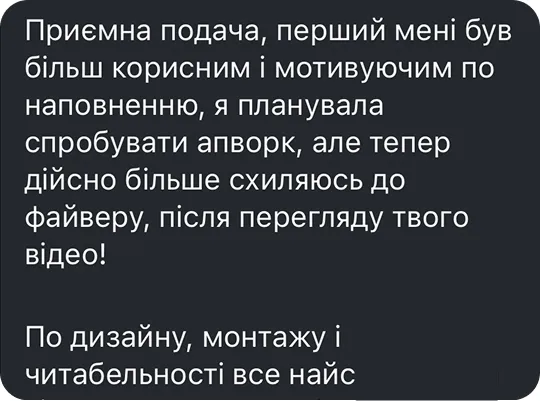 Приємна подача, перший мені був
більш корисним і мотивуючим по
наповненню, я планувала
спробувати апворк, але тепер
дійсно більше схиляюсь до
файверу, після перегляду твого
відео!
По дизайну, монтажу і
читабельності все найс